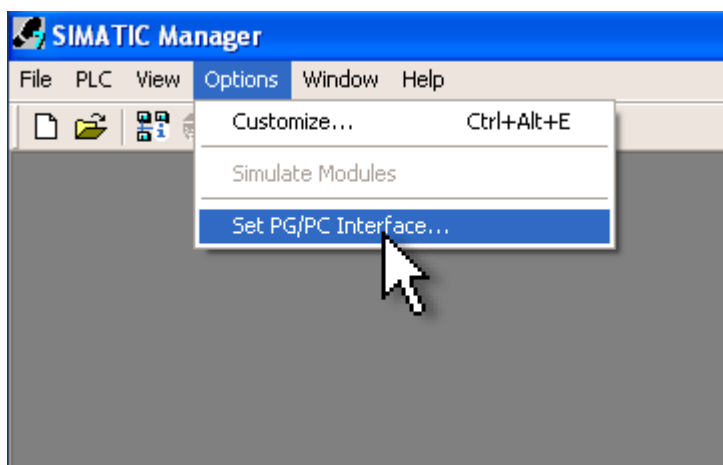 SIMATIC Manager
File PLC View Options Window Help
Customize... Ctrl+Alt+E
Simulate Modules
Set PG/PC Interface...